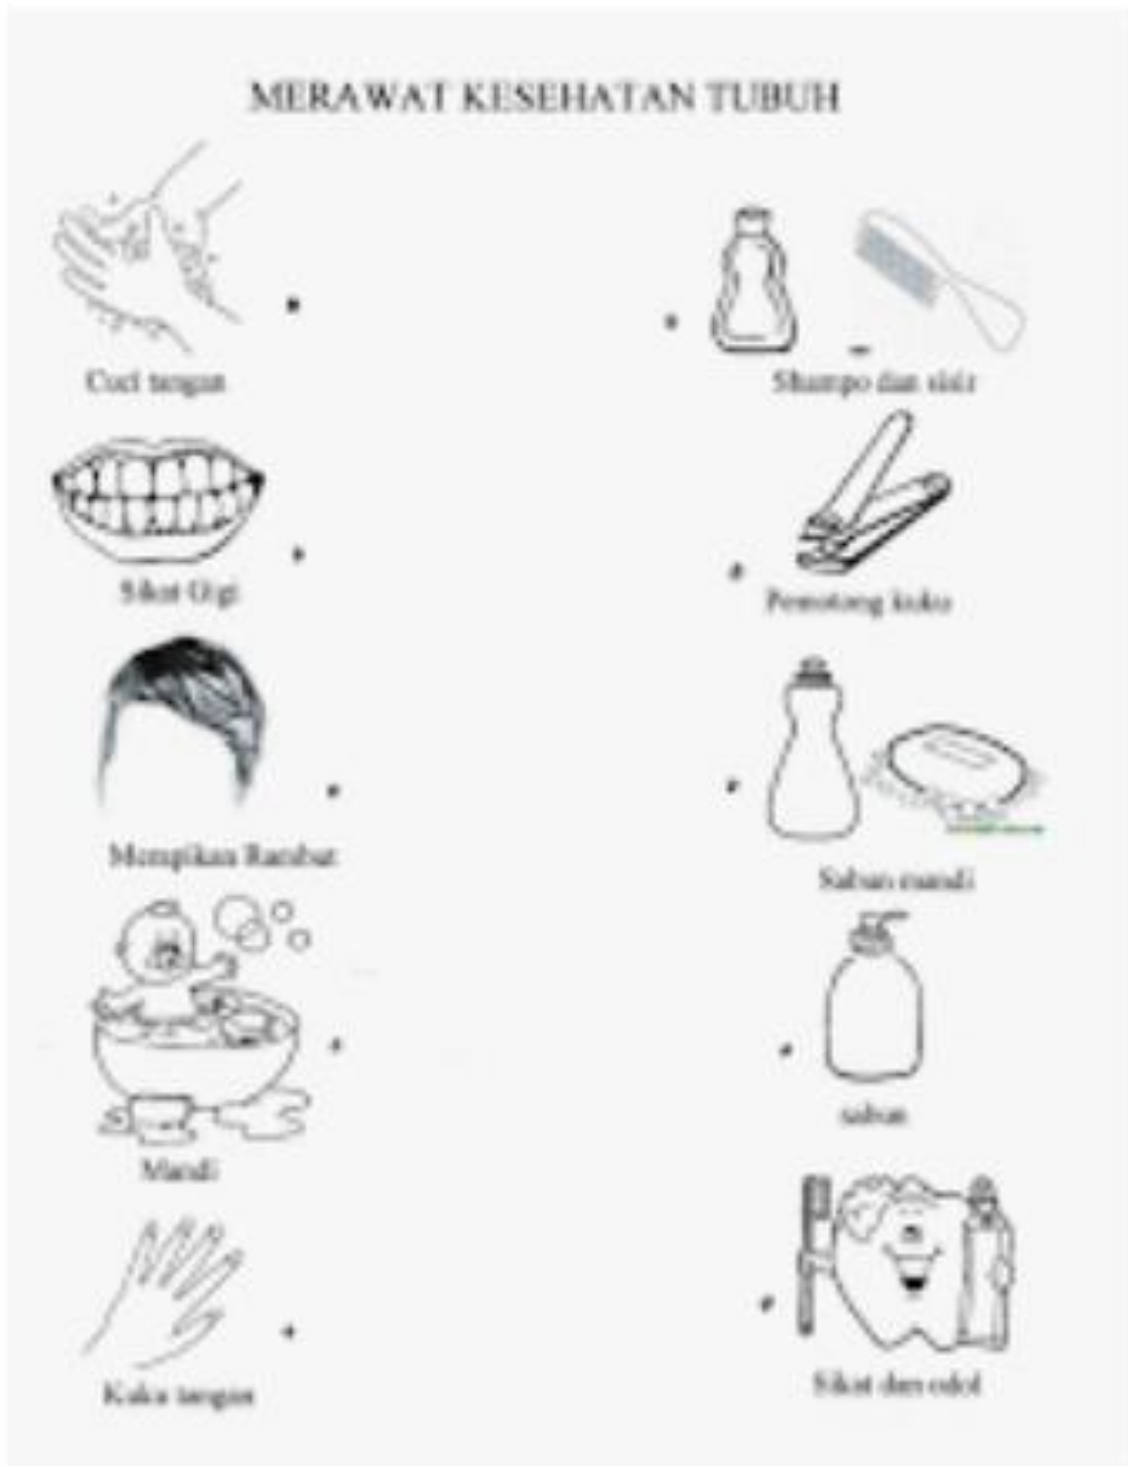 MERAWAT KESEHATAN TUBUH
Cuci tangan
Shampo dan sisir
Sikat Gigi
Pemotong kuku
Merapikan Rambut
Sabun mandi
Mandi
sabun
Kuku tangan
Sikat dan odol